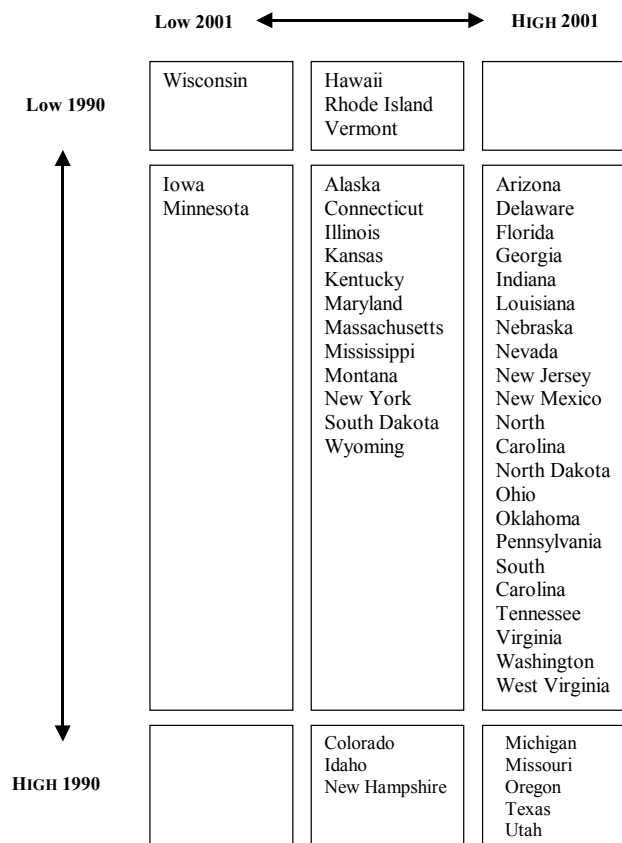 Low 2001
HIGH 2001
Low 1990
Wisconsin
Hawaii
Rhode Island
Vermont
Iowa
Minnesota
Alaska
Connecticut
Illinois
Kansas
Kentucky
Maryland
Massachusetts
Mississippi
Montana
New York
South Dakota
Wyoming
Arizona
Delaware
Florida
Georgia
Indiana
Louisiana
Nebraska
Nevada
New Jersey
New Mexico
North
Carolina
North Dakota
Ohio
Oklahoma
Pennsylvania
South
Carolina
Tennessee
Virginia
Washington
West Virginia
HIGH 1990
Colorado
Idaho
New Hampshire
Michigan
Missouri
Oregon
Texas
Utah